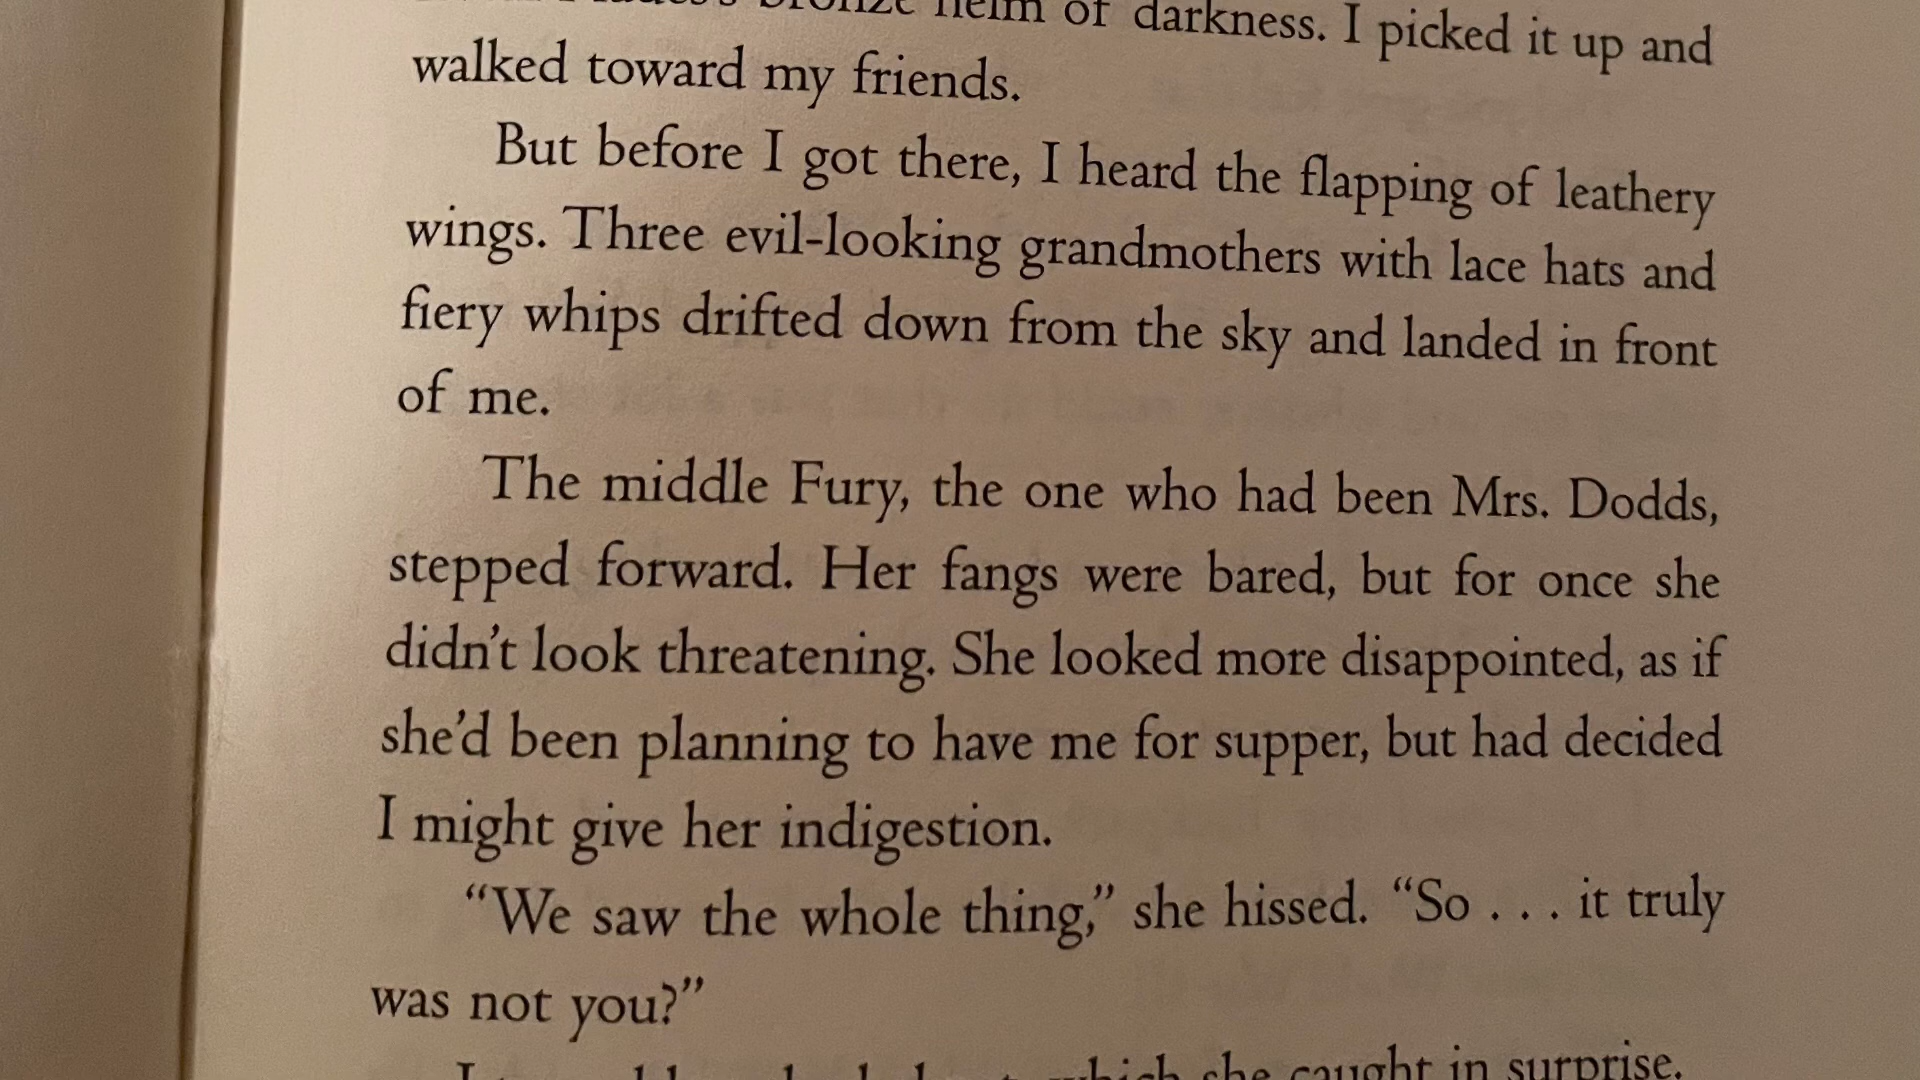 bronze helm of darkness. I picked it up and
walked toward my friends.
But before I got there, I heard the flapping of leathery
wings. Three evil-looking grandmothers with lace hats and
fiery whips drifted down from the sky and landed in front
of me.
The middle Fury, the one who had been Mrs. Dodds,
stepped forward. Her fangs were bared, but for once she
didn’t look threatening. She looked more disappointed, as if
she’d been planning to have me for supper, but had decided
I might give her indigestion.
“We saw the whole thing,” she hissed. “So . . . it truly
was not you?”
which she caught in surprise.